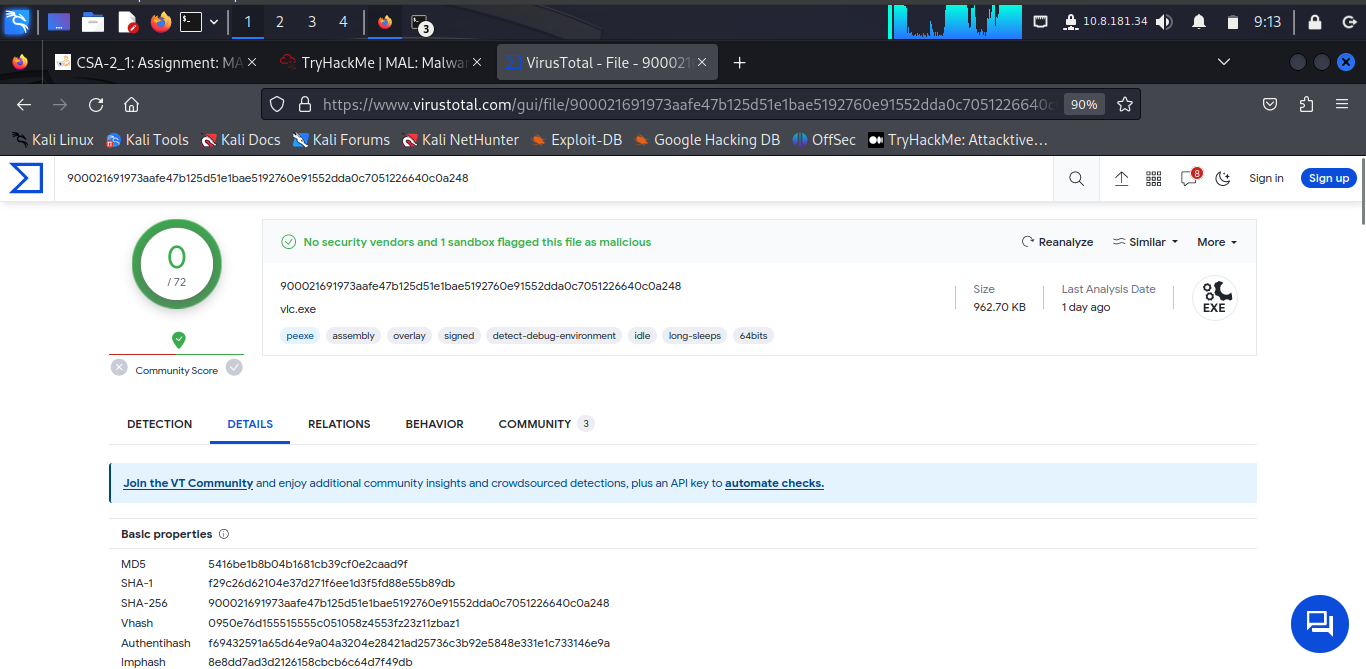 1 2 3 4 3 10.8.181.34 9:13
CSA-2_1: Assignment: MA TryHackMe | MAL: Malwar VirusTotal - File - 90002
https://www.virustotal.com/gui/file/900021691973aafe47b125d51e1bae5192760e91552dda0c7051226640c 90%
Kali Linux Kali Tools Kali Docs Kali Forums Kali NetHunter Exploit-DB Google Hacking DB OffSec TryHackMe: Attacktive…
900021691973aafe47b125d51e1bae5192760e91552dda0c7051226640c0a248 8 Sign in Sign up
0
/ 72
Community Score
No security vendors and 1 sandbox flagged this file as malicious Reanalyze Similar More
900021691973aafe47b125d51e1bae5192760e91552dda0c7051226640c0a248
vlc.exe
Size
962.70 KB
Last Analysis Date
1 day ago
EXE
peexe assembly overlay signed detect-debug-environment idle long-sleeps 64bits
DETECTION DETAILS RELATIONS BEHAVIOR COMMUNITY 3
Join the VT Community and enjoy additional community insights and crowdsourced detections, plus an API key to automate checks.
Basic properties
MD5 5416be1b8b04b1681cb39cf0e2caad9f
SHA-1 f29c26d62104e37d271f6ee1d3f5fd88e55b89db
SHA-256 900021691973aafe47b125d51e1bae5192760e91552dda0c7051226640c0a248
Vhash 0950e76d155515555c051058z4553fz23z11zbaz1
Authentihash f69432591a65d64e9a04a3204e28421ad25736c3b92e5848e331e1c733146e9a
Imphash 8e8dd7ad3d2126158cbcb6c64d7f49db